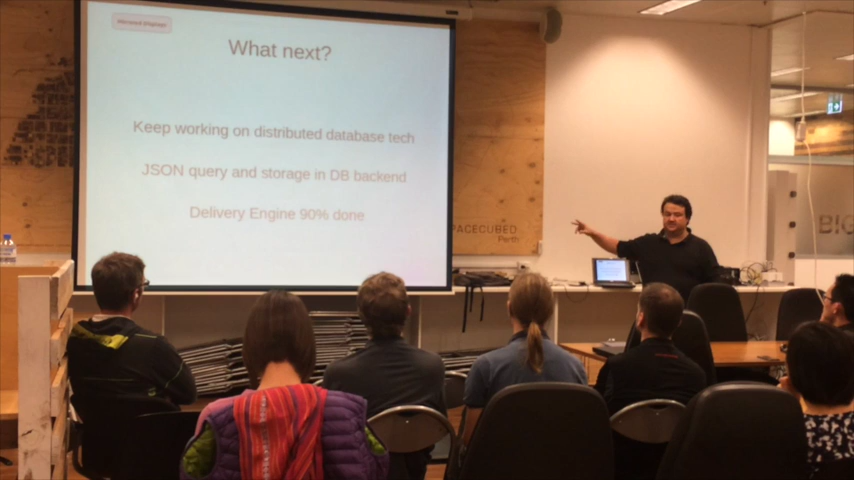 What next?
Keep working on distributed database tech
JSON query and storage in DB backend
Delivery Engine 90% done
PACECUBED
Perth
BIG